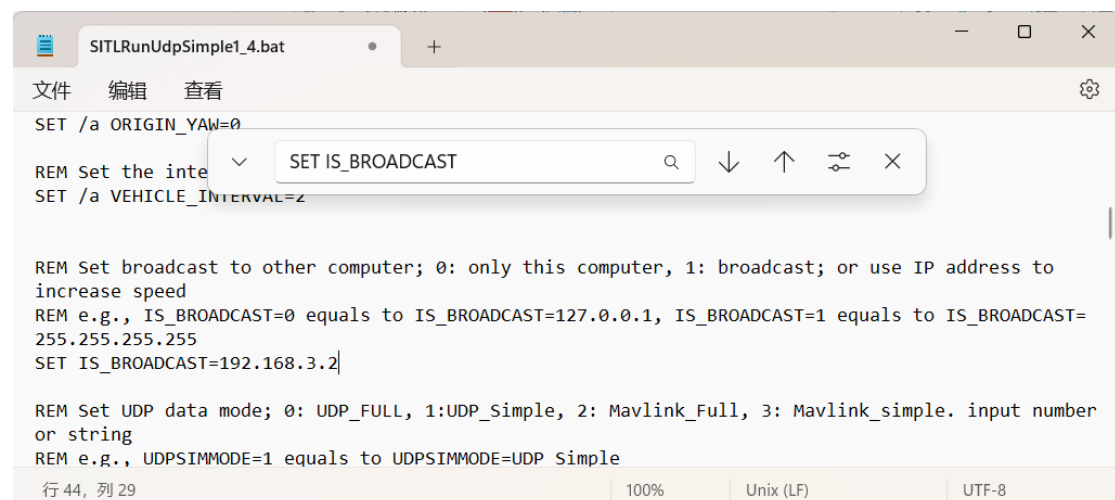 SITLRunUdpSimple1_4.bat
文件 编辑 查看
SET /a ORIGIN_YAW=0
SET IS_BROADCAST
REM Set the inte
SET /a VEHICLE_INTERVAL=2
REM Set broadcast to other computer; 0: only this computer, 1: broadcast; or use IP address to
increase speed
REM e.g., IS_BROADCAST=0 equals to IS_BROADCAST=127.0.0.1, IS_BROADCAST=1 equals to IS_BROADCAST=
255.255.255.255
SET IS_BROADCAST=192.168.3.2
REM Set UDP data mode; 0: UDP_FULL, 1:UDP_Simple, 2: Mavlink_Full, 3: Mavlink_simple. input number
or string
REM e.g., UDPSIMMODE=1 equals to UDPSIMMODE=UDP_Simple
行 44, 列 29 100% Unix (LF) UTF-8